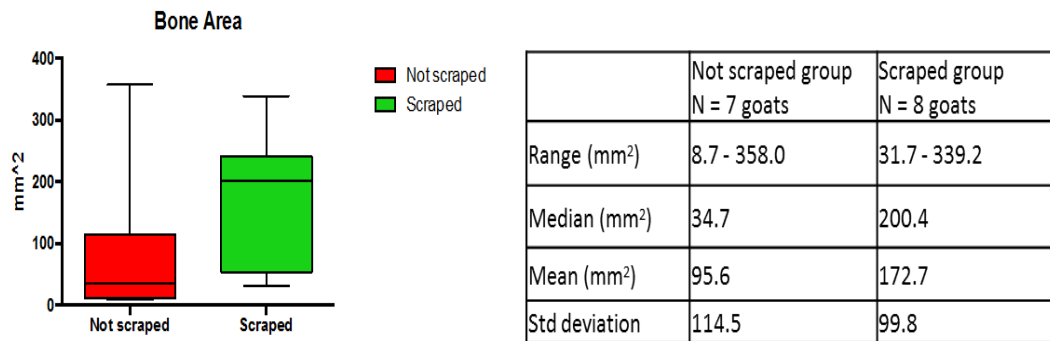 Bone Area
400
300
200
100
0
mm^2
Not scraped
Scraped
Not scraped
Scraped
Not scraped group
N = 7 goats
Scraped group
N = 8 goats
Range (mm²)
8.7 - 358.0
31.7 - 339.2
Median (mm²)
34.7
200.4
Mean (mm²)
95.6
172.7
Std deviation
114.5
99.8